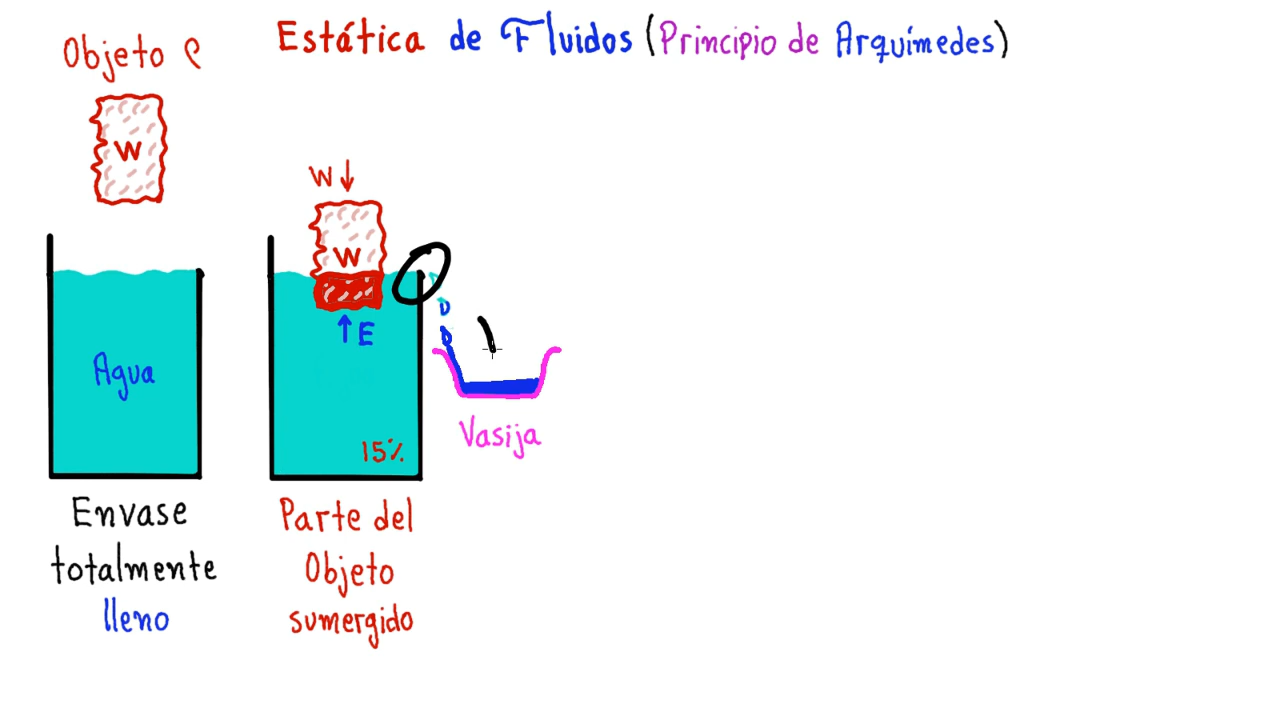 Estática de Fluidos (Principio de Arquímedes)
Objeto ρ
W
W ↓
W
↑ E
Agua
15%
Vasija
Envase
totalmente
lleno
Parte del
Objeto
sumergido